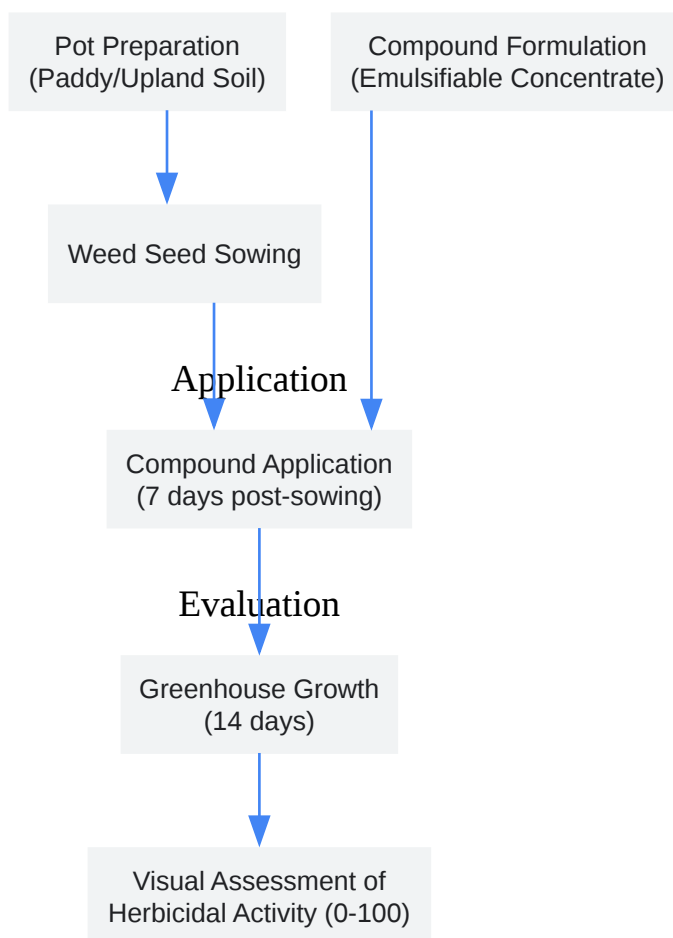 Pot Preparation
(Paddy/Upland Soil)
Compound Formulation
(Emulsifiable Concentrate)
Weed Seed Sowing
Application
Compound Application
(7 days post-sowing)
Evaluation
Greenhouse Growth
(14 days)
Visual Assessment of
Herbicidal Activity (0-100)